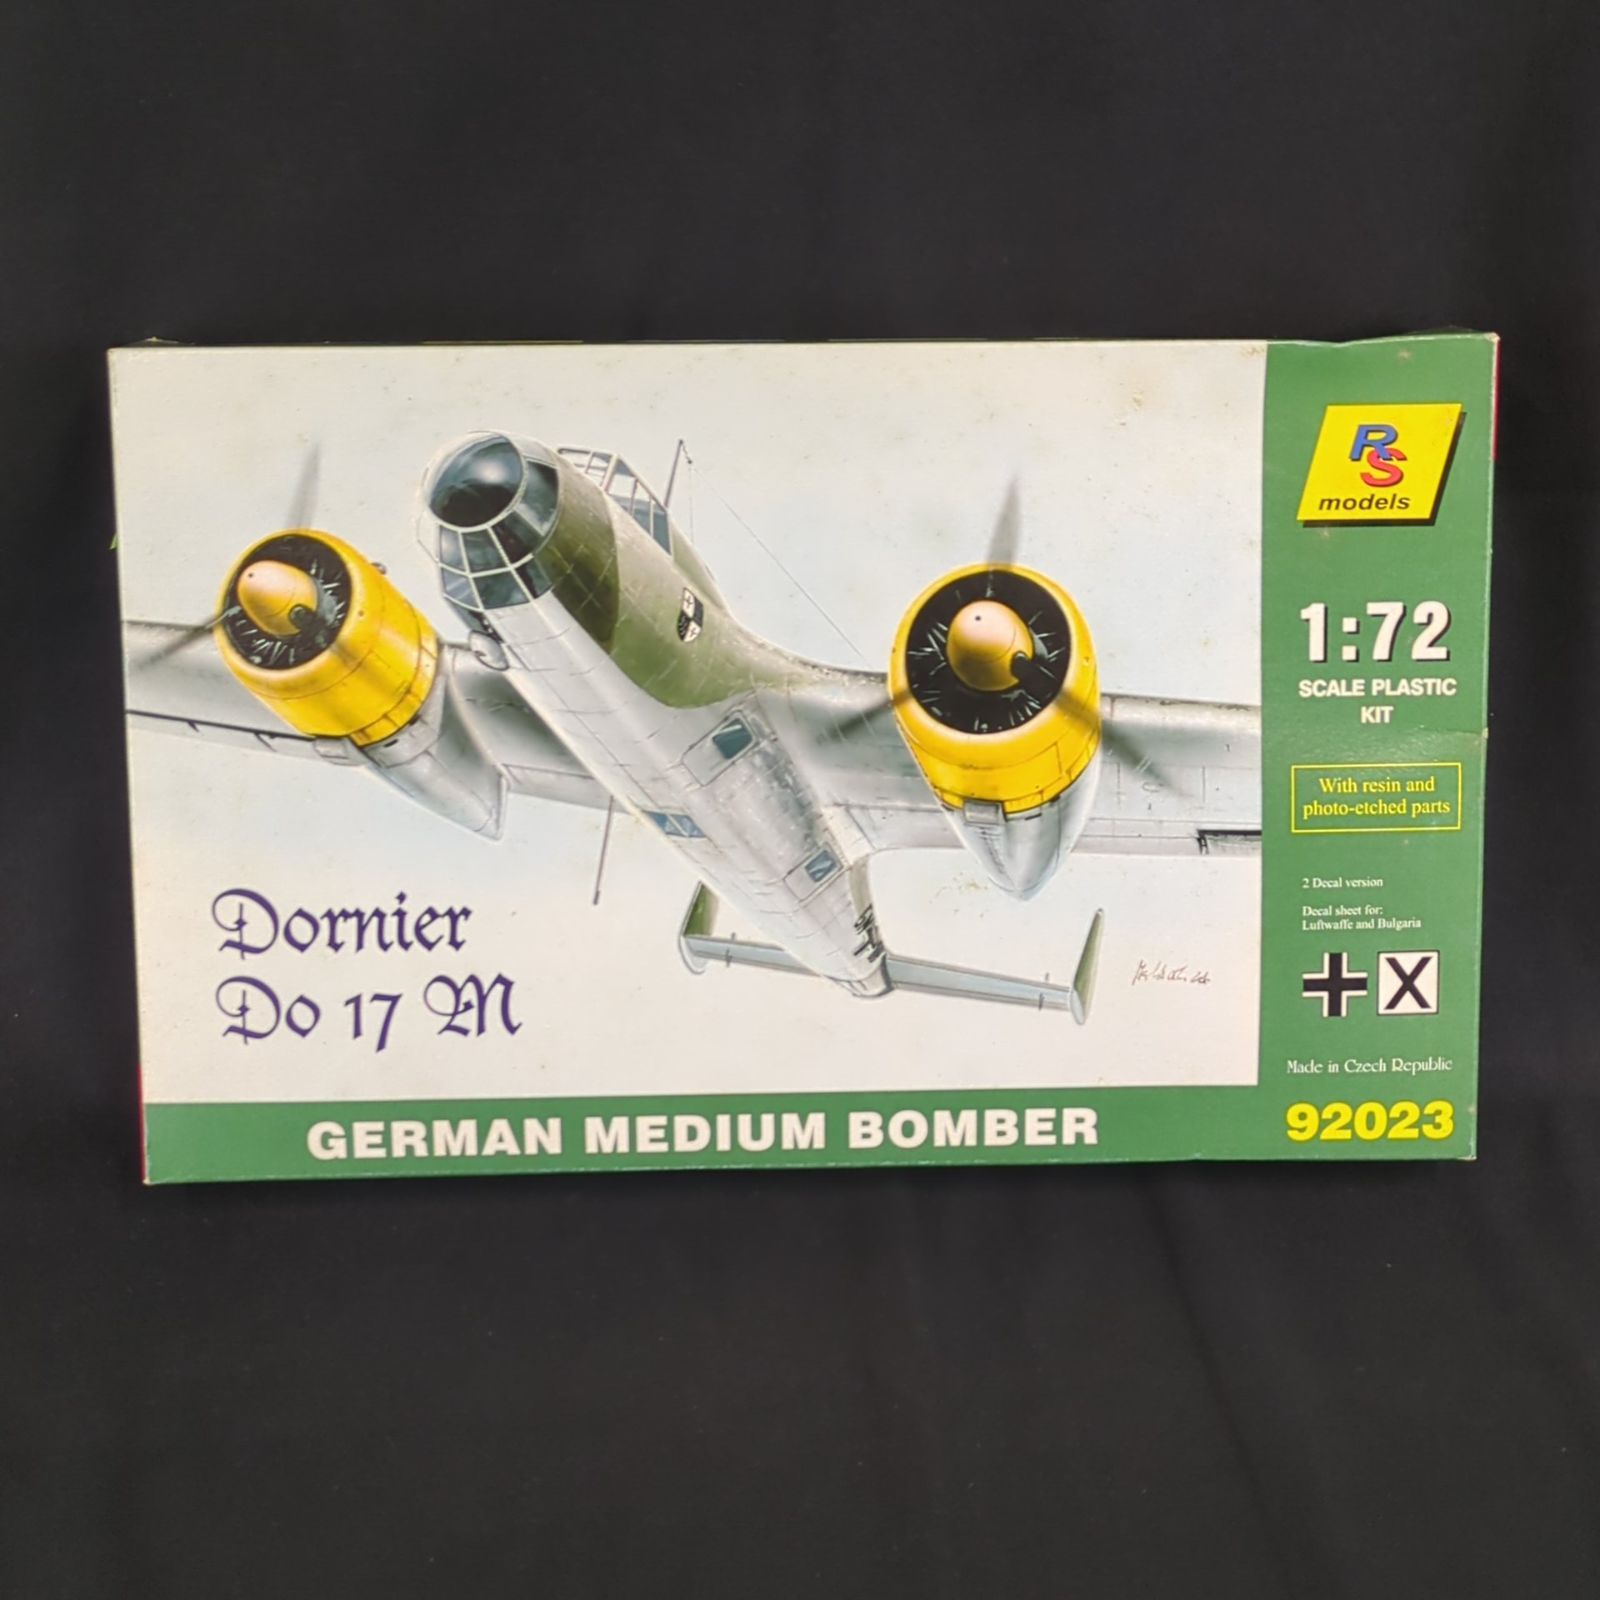 Dornier
Do 17 M
GERMAN MEDIUM BOMBER
RS
models
1:72
SCALE PLASTIC
KIT
With resin and
photo-etched parts
2 Decal version
Decal sheet for:
Luftwaffe and Bulgaria
Made in Czech Republic
92023